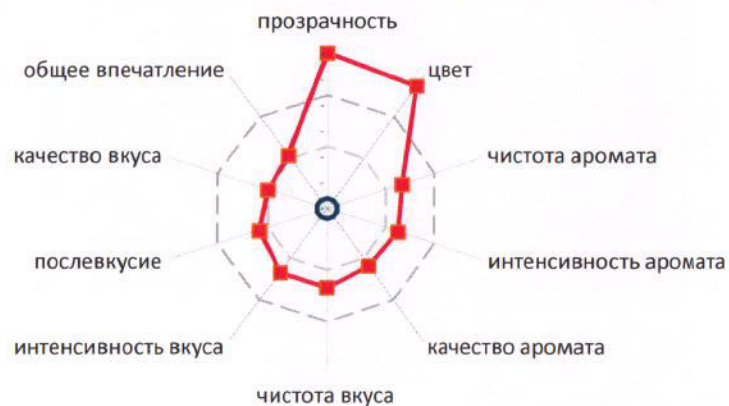 прозрачность
общее впечатление
цвет
качество вкуса
чистота аромата
послевкусие
интенсивность аромата
интенсивность вкуса
качество аромата
чистота вкуса